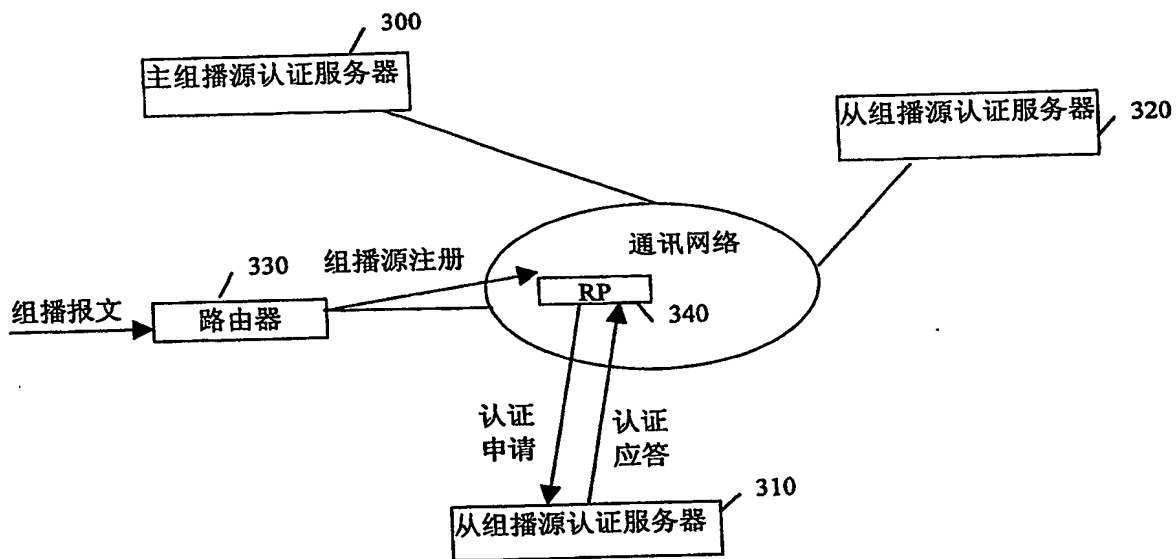 300
主组播源认证服务器
从组播源认证服务器
320
通讯网络
330
组播源注册
RP
340
组播报文
路由器
认证
申请
认证
应答
310
从组播源认证服务器